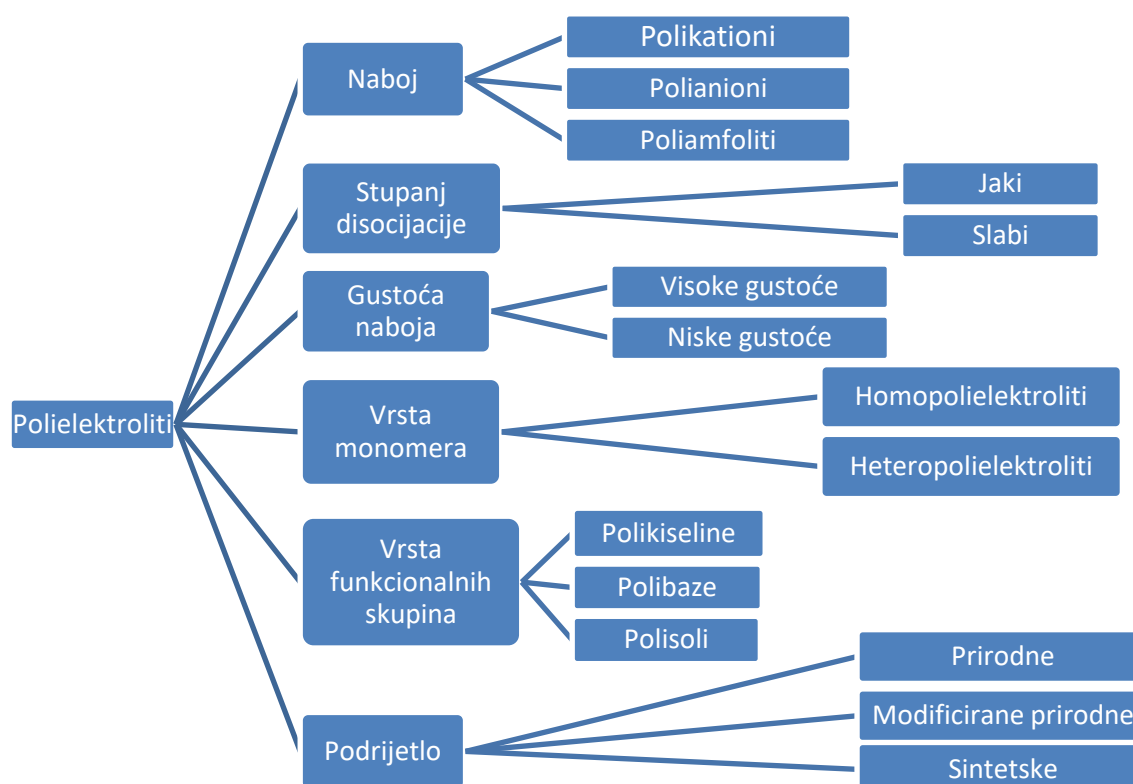 Polielektroliti
Naboj
Polikationi
Polianioni
Poliamfoliti
Stupanj
disocijacije
Jaki
Slabi
Gustoća
naboja
Visoke gustoće
Niske gustoće
Vrsta
monomera
Homopolielektroliti
Heteropolielektroliti
Vrsta
funkcionalnih
skupina
Polikiseline
Polibaze
Polisoli
Podrijetlo
Prirodne
Modificirane prirodne
Sintetske